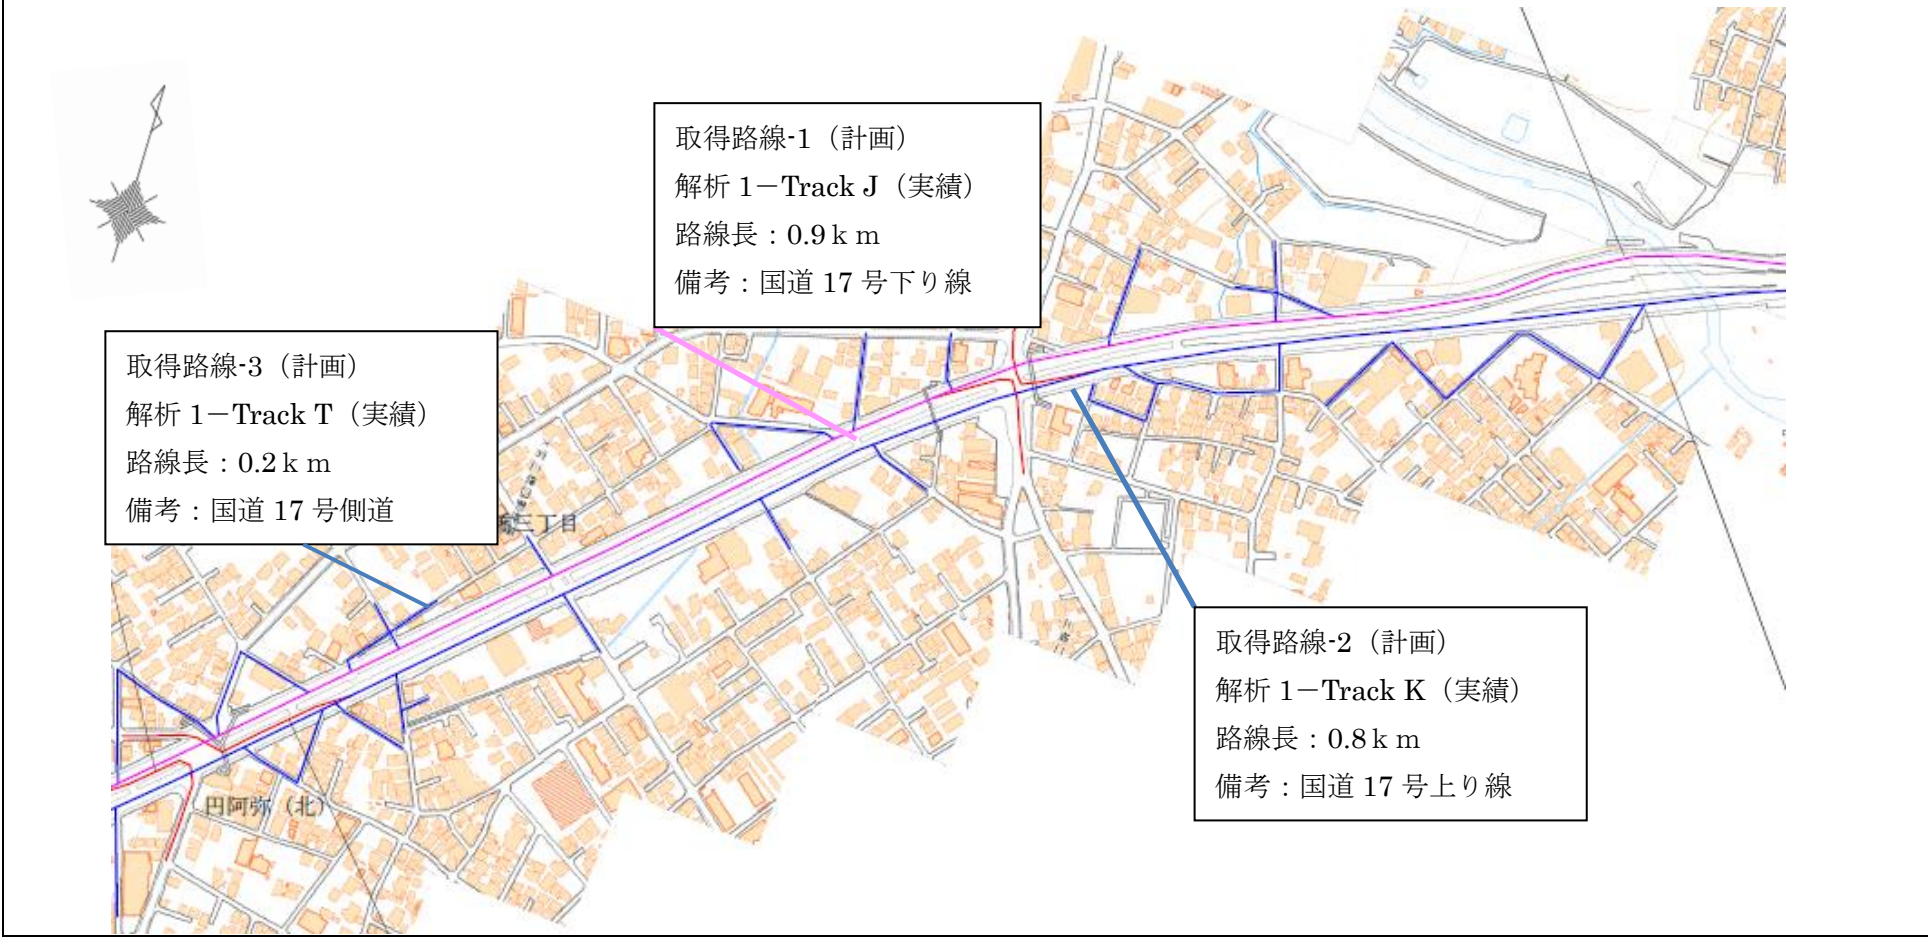 取得路線-1（計画）
解析 1－Track J（実績）
路線長：0.9ｋｍ
備考：国道 17 号下り線
取得路線-3（計画）
解析 1－Track T（実績）
路線長：0.2ｋｍ
備考：国道 17 号側道
三丁目
取得路線-2（計画）
解析 1－Track K（実績）
路線長：0.8ｋｍ
備考：国道 17 号上り線
円阿弥（北）